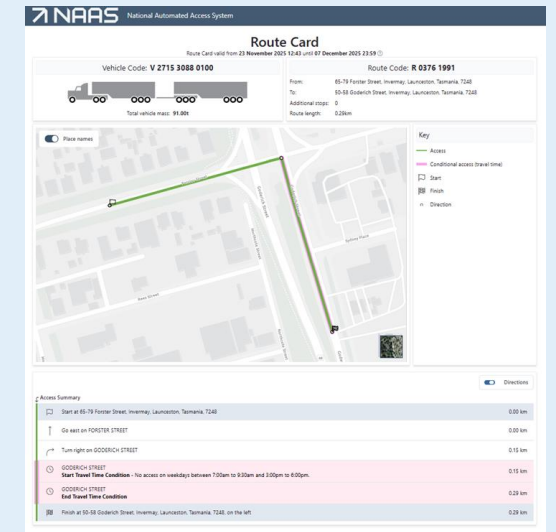 NAAS National Automated Access System
Route Card
Route Card valid from 23 November 2025 12:43 until 07 December 2025 23:59
Vehicle Code: V 2715 3088 0100
Total vehicle mass: 91.00t
Route Code: R 0376 1991
From: 65-79 Forster Street, Invermay, Launceston, Tasmania, 7248
To: 50-58 Goderich Street, Invermay, Launceston, Tasmania, 7248
Additional stops: 0
Route length: 0.29km
Place names
Forster Street
Goderich Street
Goderich Street
Sydney Place
Key
Access
Conditional access (travel time)
Start
Finish
Direction
Directions
Access Summary
Start at 65-79 Forster Street, Invermay, Launceston, Tasmania, 7248 0.00 km
Go east on FORSTER STREET 0.00 km
Turn right on GODERICH STREET 0.15 km
GODERICH STREET
Start Travel Time Condition - No access on weekdays between 7:00am to 9:30am and 3:00pm to 6:00pm. 0.15 km
GODERICH STREET
End Travel Time Condition 0.29 km
Finish at 50-58 Goderich Street, Invermay, Launceston, Tasmania, 7248, on the left 0.29 km